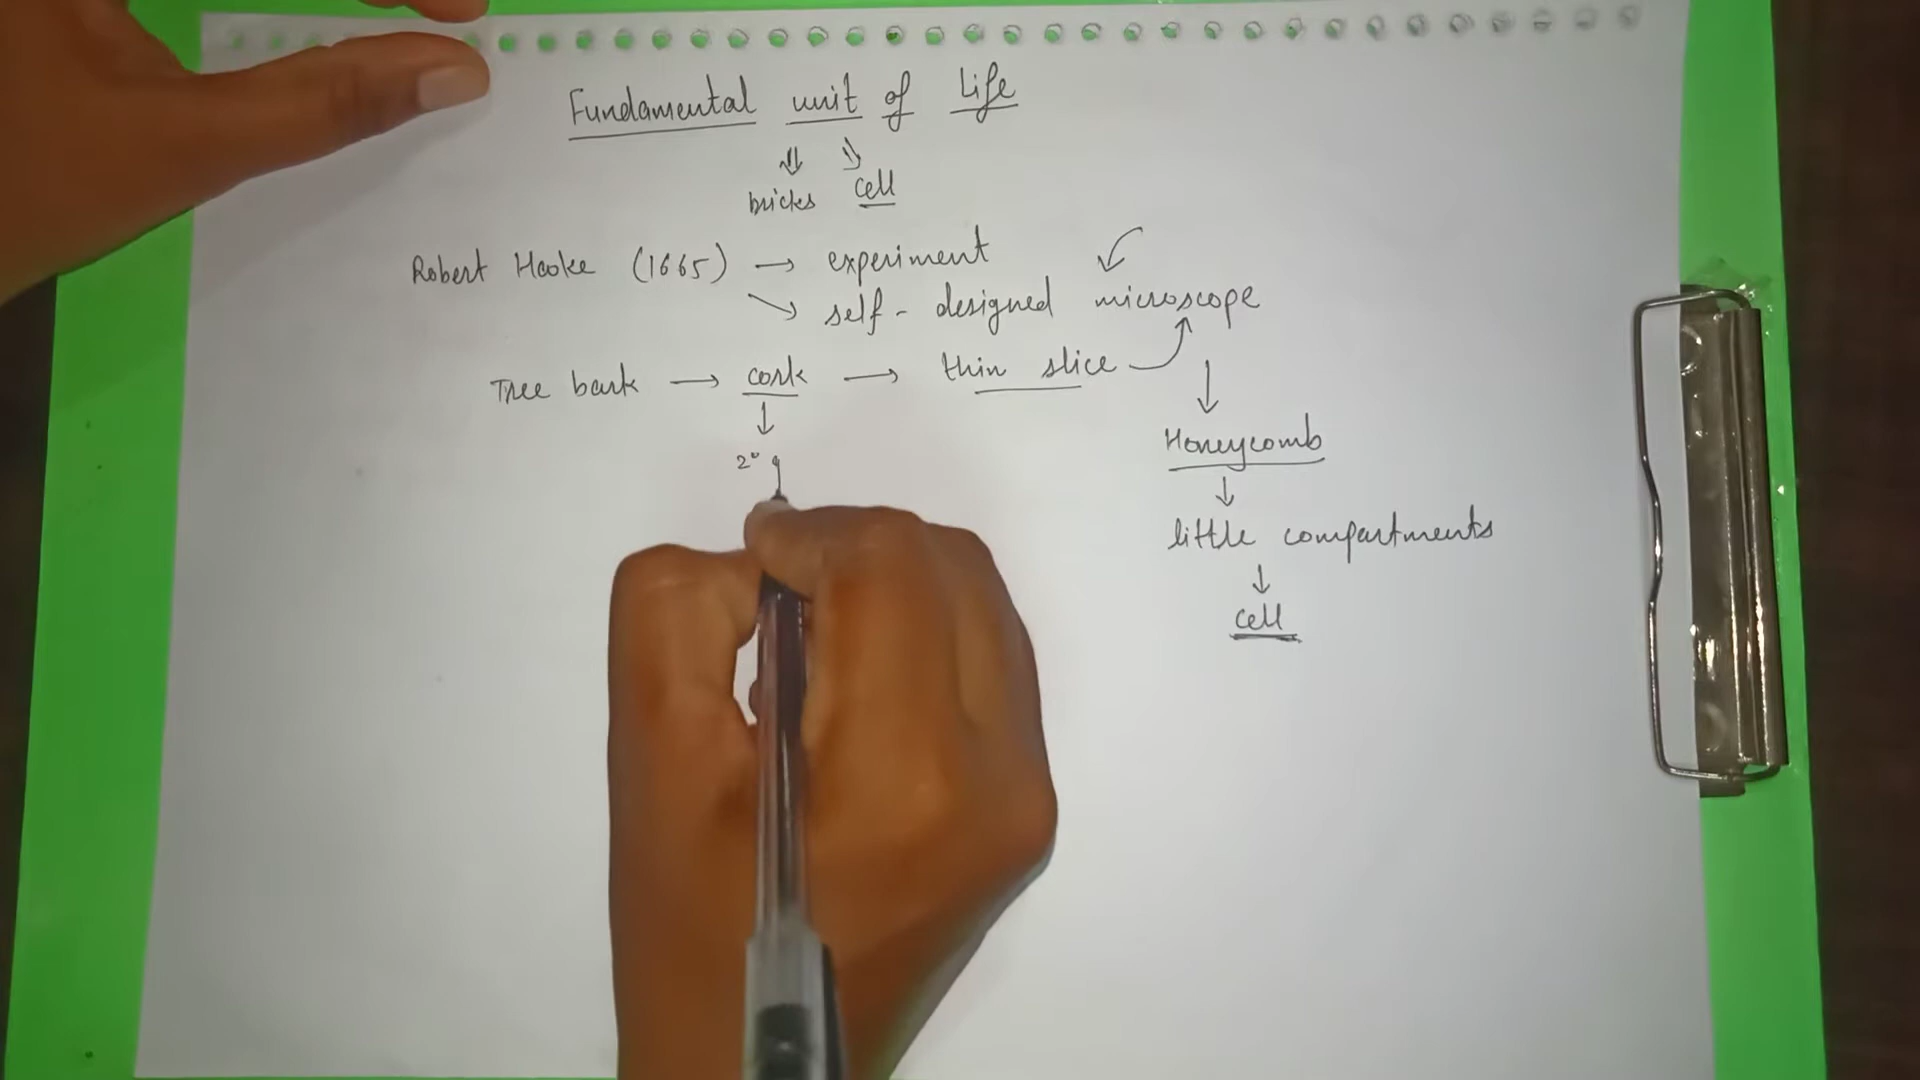 Fundamental unit of Life
bricks cell
Robert Hooke (1665) → experiment
↘ self - designed microscope
Tree bark → cork → thin slice
2°
Honeycomb
little compartments
cell